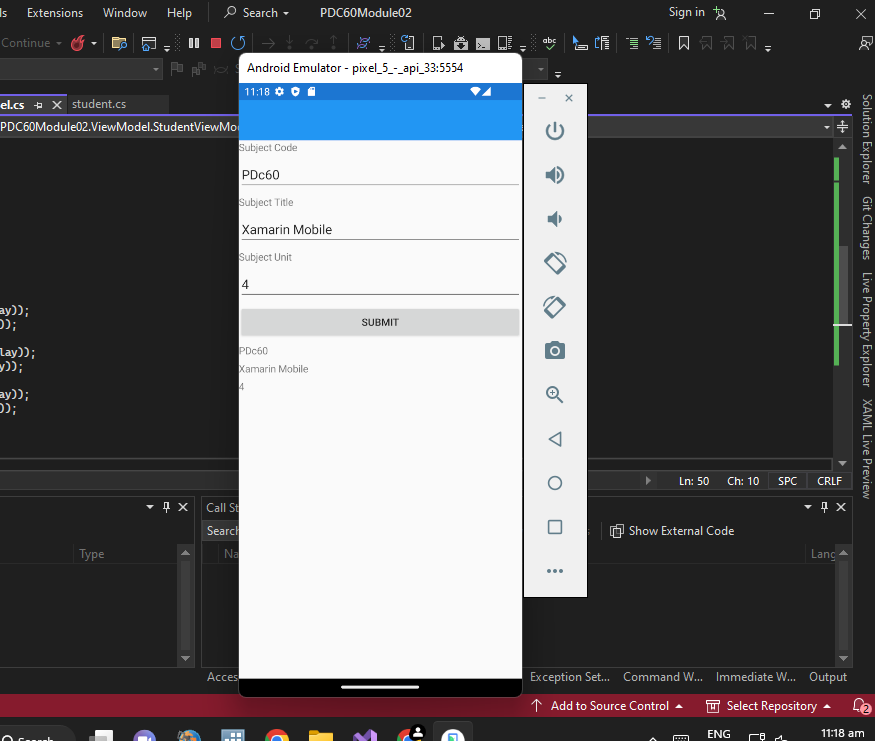 Extensions Window Help Search PDC60Module02 Sign in
Continue
Android Emulator - pixel_5_-_api_33:5554
el.cs student.cs
11:18
PDC60Module02.ViewModel.StudentViewMo
Subject Code
PDc60
Subject Title
Xamarin Mobile
Subject Unit
4
SUBMIT
PDc60
Xamarin Mobile
4
ay));
));
lay));
y));
ay));
));
Solution Explorer
Git Changes
Live Property Explorer
XAML Live Preview
Ln: 50 Ch: 10 SPC CRLF
Call St
Search
Show External Code
Type
Na
Lang
Acces
Exception Set... Command W... Immediate W... Output
Add to Source Control Select Repository 2
Search
ENG
11:18 am